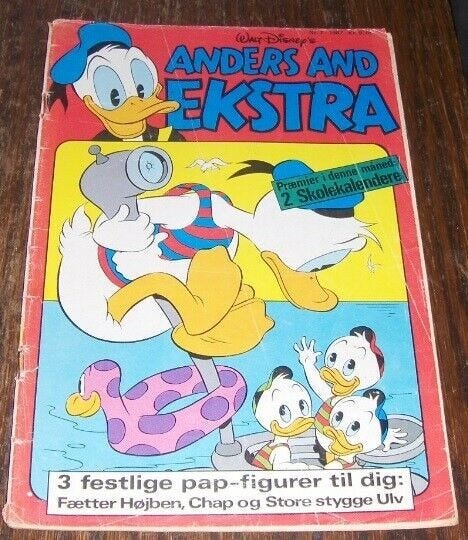 WALT DISNEY'S
ANDERS AND
EKSTRA
Præmier i denne måned:
2 Skolekalendere
3 festlige pap-figurer til dig:
Fætter Højben, Chap og Store stygge Ulv